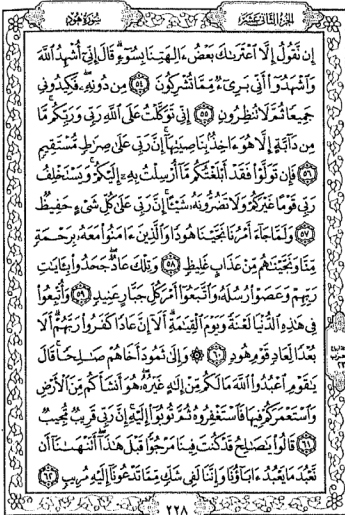 الجزء الثاني عشر
سورة هود
إِن نَّقُولُ إِلَّا ٱعۡتَرَىٰكَ بَعۡضُ ءَالِهَتِنَا بِسُوٓءٖۗ قَالَ إِنِّيٓ أُشۡهِدُ ٱللَّهَ
وَٱشۡهَدُوٓاْ أَنِّي بَرِيٓءٞ مِّمَّا تُشۡرِكُونَ ٥٤ مِن دُونِهِۦۖ فَكِيدُونِي
جَمِيعٗا ثُمَّ لَا تُنظِرُونِ ٥٥ إِنِّي تَوَكَّلۡتُ عَلَى ٱللَّهِ رَبِّي وَرَبِّكُمۚ مَّا
مِن دَآبَّةٍ إِلَّا هُوَ ءَاخِذُۢ بِنَاصِيَتِهَآۚ إِنَّ رَبِّي عَلَىٰ صِرَٰطٖ مُّسۡتَقِيمٖ
٥٦ فَإِن تَوَلَّوۡاْ فَقَدۡ أَبۡلَغۡتُكُم مَّآ أُرۡسِلۡتُ بِهِۦٓ إِلَيۡكُمۡۚ وَيَسۡتَخۡلِفُ
رَبِّي قَوۡمًا غَيۡرَكُمۡ وَلَا تَضُرُّونَهُۥ شَيۡـًٔاۚ إِنَّ رَبِّي عَلَىٰ كُلِّ شَيۡءٍ حَفِيظٞ
٥٧ وَلَمَّا جَآءَ أَمۡرُنَا نَجَّيۡنَا هُودٗا وَٱلَّذِينَ ءَامَنُواْ مَعَهُۥ بِرَحۡمَةٖ
مِّنَّا وَنَجَّيۡنَٰهُم مِّنۡ عَذَابٍ غَلِيظٖ ٥٨ وَتِلۡكَ عَادٞۖ جَحَدُواْ بِـَٔايَٰتِ
رَبِّهِمۡ وَعَصَوۡاْ رُسُلَهُۥ وَٱتَّبَعُوٓاْ أَمۡرَ كُلِّ جَبَّارٍ عَنِيدٖ ٥٩ وَأُتۡبِعُواْ
فِي هَٰذِهِ ٱلدُّنۡيَا لَعۡنَةٗ وَيَوۡمَ ٱلۡقِيَٰمَةِۗ أَلَآ إِنَّ عَادٗا كَفَرُواْ رَبَّهُمۡۗ أَلَا
بُعۡدٗا لِّعَادٖ قَوۡمِ هُودٖ ٦٠ ۞ وَإِلَىٰ ثَمُودَ أَخَاهُمۡ صَٰلِحٗاۚ قَالَ
يَٰقَوۡمِ ٱعۡبُدُواْ ٱللَّهَ مَا لَكُم مِّنۡ إِلَٰهٍ غَيۡرُهُۥۖ هُوَ أَنشَأَكُم مِّنَ ٱلۡأَرۡضِ
وَٱسۡتَعۡمَرَكُمۡ فِيهَا فَٱسۡتَغۡفِرُوهُ ثُمَّ تُوبُوٓاْ إِلَيۡهِۚ إِنَّ رَبِّي قَرِيبٞ مُّجِيبٞ
٦١ قَالُواْ يَٰصَٰلِحُ قَدۡ كُنتَ فِينَا مَرۡجُوّٗا قَبۡلَ هَٰذَآۖ أَتَنۡهَىٰنَآ أَن
نَّعۡبُدَ مَا يَعۡبُدُ ءَابَآؤُنَا وَإِنَّنَا لَفِي شَكّٖ مِّمَّا تَدۡعُونَآ إِلَيۡهِ مُرِيبٖ ٦٢
٢٢٨